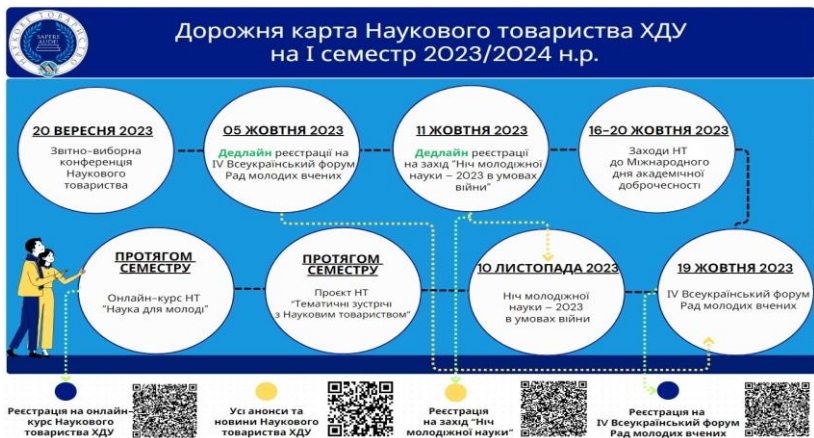 НАУКОВЕ ТОВАРИСТВО
SAPERE
AUDE!
Дорожня карта Наукового товариства ХДУ
на І семестр 2023/2024 н.р.
20 ВЕРЕСНЯ 2023
Звітно-виборна
конференція
Наукового
товариства
05 ЖОВТНЯ 2023
Дедлайн реєстрації на
IV Всеукраїнський форум
Рад молодих вчених
11 ЖОВТНЯ 2023
Дедлайн реєстрації
на захід "Ніч молодіжної
науки – 2023 в умовах
війни"
16-20 ЖОВТНЯ 2023
Заходи НТ
до Міжнародного
дня академічної
доброчесності
ПРОТЯГОМ
СЕМЕСТРУ
Онлайн-курс НТ
"Наука для молоді"
ПРОТЯГОМ
СЕМЕСТРУ
Проєкт НТ
"Тематичні зустрічі
з Науковим товариством"
10 ЛИСТОПАДА 2023
Ніч молодіжної
науки – 2023
в умовах війни
19 ЖОВТНЯ 2023
IV Всеукраїнський форум
Рад молодих вчених
Реєстрація на онлайн-
курс Наукового
товариства ХДУ
Усі анонси та
новини Наукового
товариства ХДУ
Реєстрація
на захід "Ніч
молодіжної науки"
Реєстрація на
IV Всеукраїнський форум
Рад молодих вчених